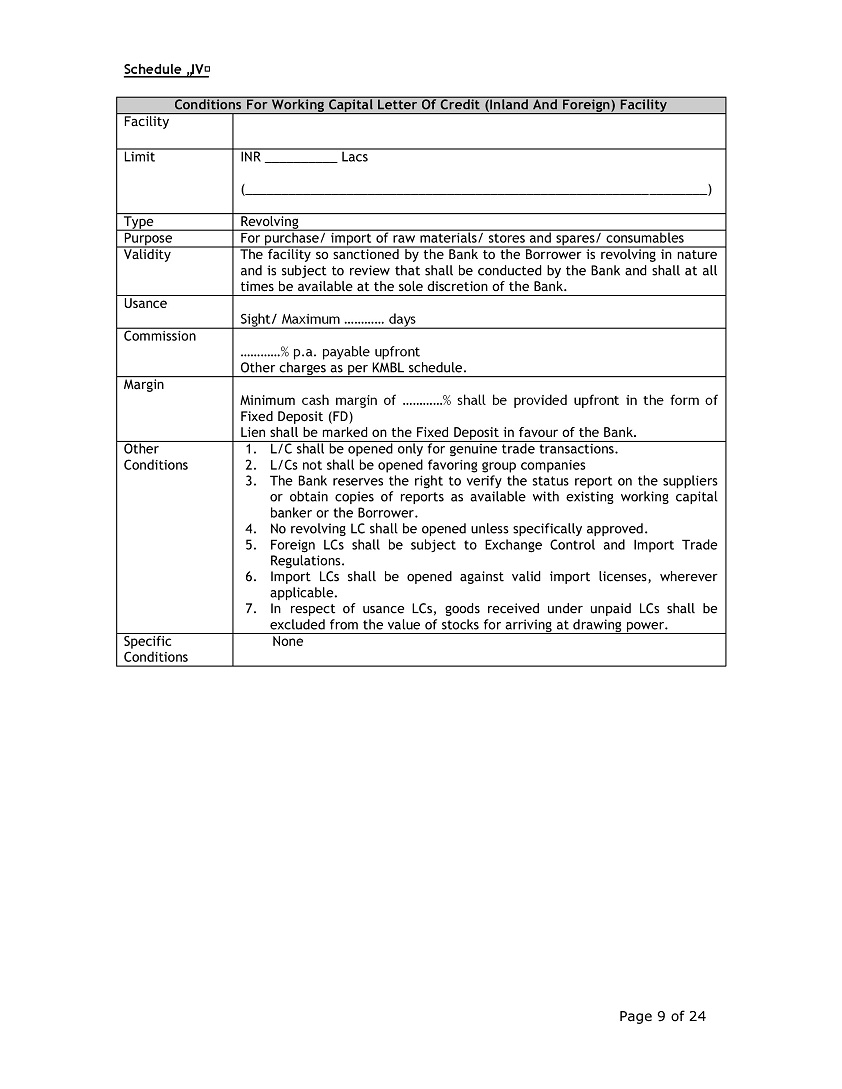 Schedule „IV¤
Conditions For Working Capital Letter Of Credit (Inland And Foreign) Facility
Facility
Limit
INR __________ Lacs
(________________________________________________________________)
Type
Revolving
Purpose
For purchase/ import of raw materials/ stores and spares/ consumables
Validity
The facility so sanctioned by the Bank to the Borrower is revolving in nature
and is subject to review that shall be conducted by the Bank and shall at all
times be available at the sole discretion of the Bank.
Usance
Sight/ Maximum ………… days
Commission
…………% p.a. payable upfront
Other charges as per KMBL schedule.
Margin
Minimum cash margin of …………% shall be provided upfront in the form of
Fixed Deposit (FD)
Lien shall be marked on the Fixed Deposit in favour of the Bank.
Other
Conditions
1. L/C shall be opened only for genuine trade transactions.
2. L/Cs not shall be opened favoring group companies
3. The Bank reserves the right to verify the status report on the suppliers
or obtain copies of reports as available with existing working capital
banker or the Borrower.
4. No revolving LC shall be opened unless specifically approved.
5. Foreign LCs shall be subject to Exchange Control and Import Trade
Regulations.
6. Import LCs shall be opened against valid import licenses, wherever
applicable.
7. In respect of usance LCs, goods received under unpaid LCs shall be
excluded from the value of stocks for arriving at drawing power.
Specific
Conditions
None
Page 9 of 24